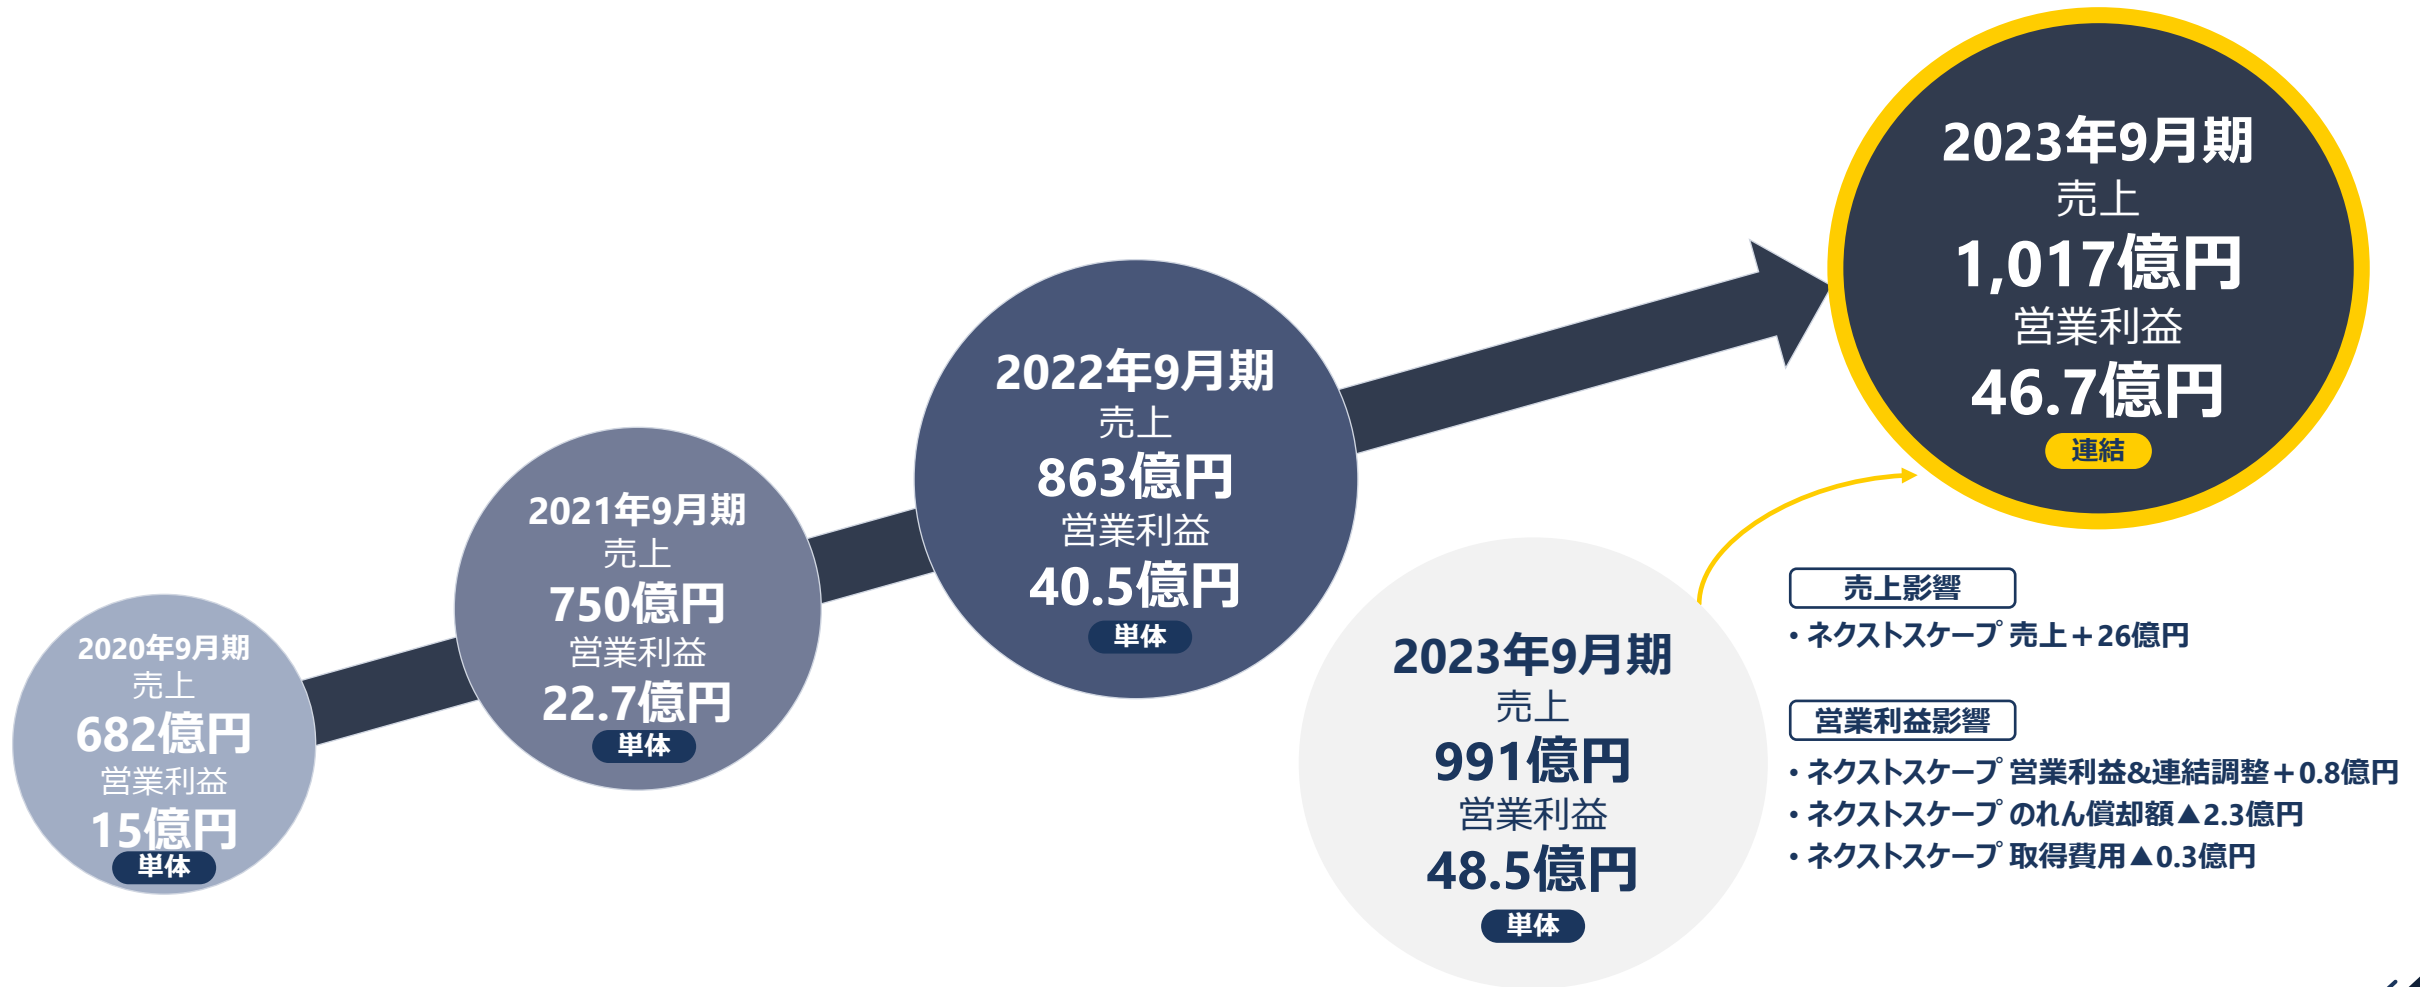 2020年9月期
売上
682億円
営業利益
15億円
単体
2021年9月期
売上
750億円
営業利益
22.7億円
単体
2022年9月期
売上
863億円
営業利益
40.5億円
単体
2023年9月期
売上
1,017億円
営業利益
46.7億円
連結
2023年9月期
売上
991億円
営業利益
48.5億円
単体
売上影響
・ネクストスケープ 売上＋26億円
営業利益影響
・ネクストスケープ 営業利益&連結調整＋0.8億円
・ネクストスケープ のれん償却額▲2.3億円
・ネクストスケープ 取得費用▲0.3億円